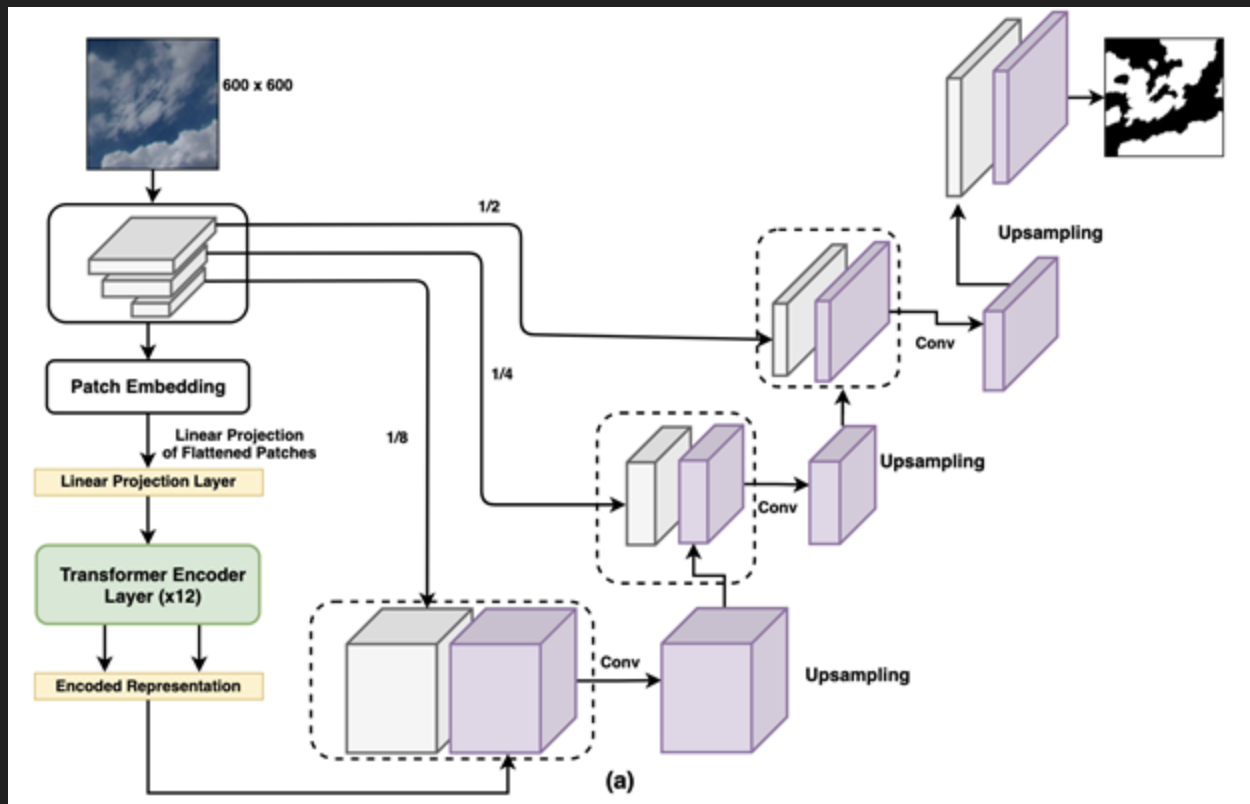 600 x 600
1/2
1/4
1/8
Patch Embedding
Linear Projection
of Flattened Patches
Linear Projection Layer
Transformer Encoder
Layer (x12)
Encoded Representation
Conv
Upsampling
Conv
Upsampling
Conv
Upsampling
(a)